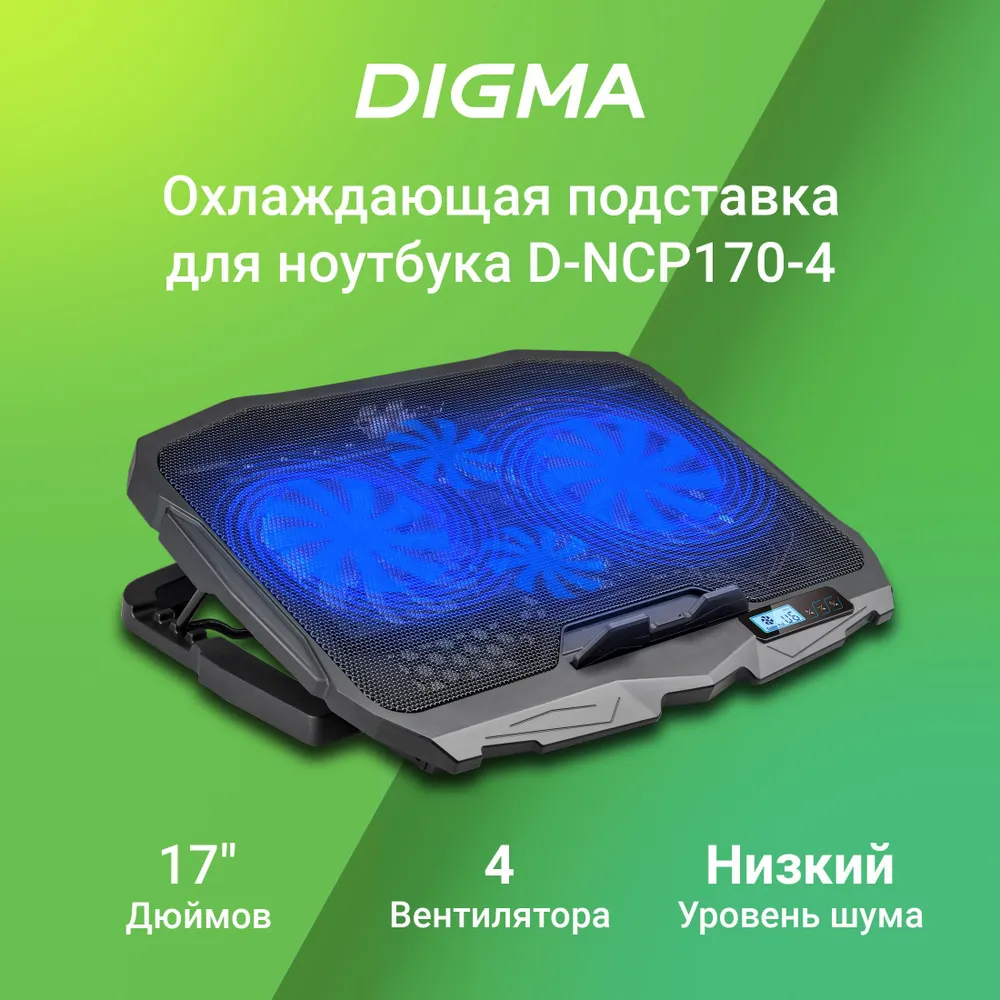 DIGMA
Охлаждающая подставка
для ноутбука D-NCP170-4
17"
Дюймов
4
Вентилятора
Низкий
Уровень шума